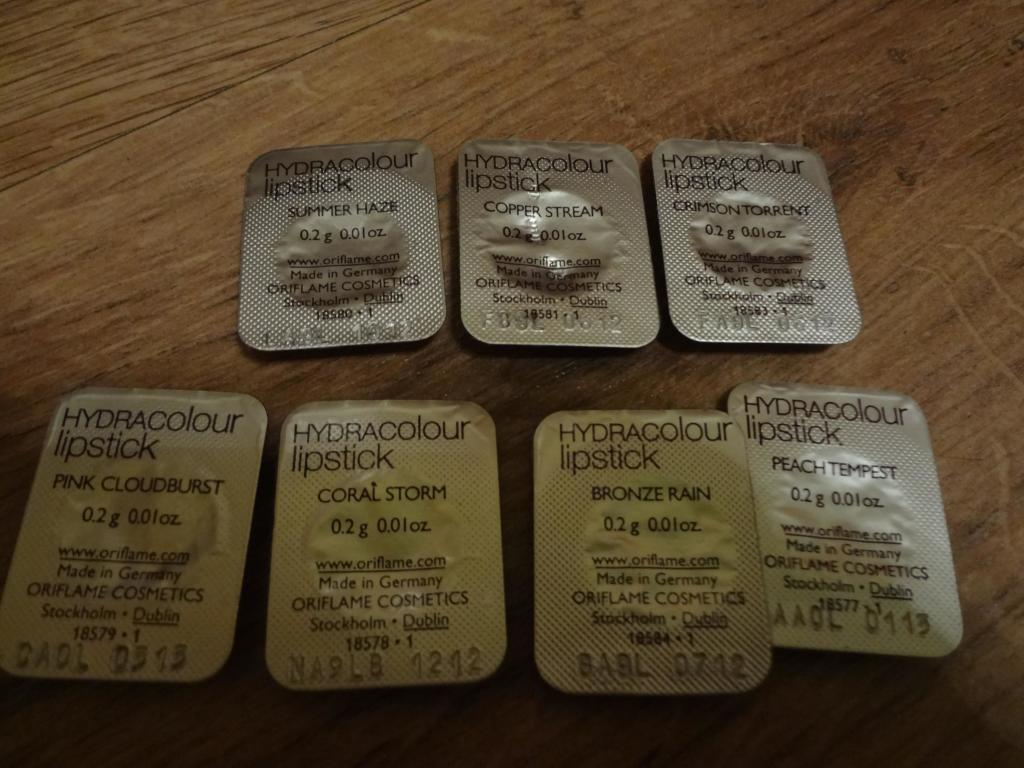 HYDRACOLOUR
lipstick
SUMMER HAZE
0.2 g 0.01oz
www.oriflame.com
Made in Germany
ORIFLAME COSMETICS
Stockholm • Dublin
18580 • 1
HYDRACOLOUR
lipstick
COPPER STREAM
0.2 g 0.01oz
www.oriflame.com
Made in Germany
ORIFLAME COSMETICS
Stockholm • Dublin
18581 • 1
0612
HYDRACOLOUR
lipstick
CRIMSON TORRENT
0.2 g 0.01oz
www.oriflame.com
Made in Germany
ORIFLAME COSMETICS
Stockholm • Dublin
18583 • 1
0612
HYDRACOLOUR
lipstick
PINK CLOUDBURST
0.2 g 0.01oz
www.oriflame.com
Made in Germany
ORIFLAME COSMETICS
Stockholm • Dublin
18579 • 1
0313
HYDRACOLOUR
lipstick
CORAL STORM
0.2 g 0.01oz
www.oriflame.com
Made in Germany
ORIFLAME COSMETICS
Stockholm • Dublin
18578 • 1
1212
HYDRACOLOUR
lipstick
BRONZE RAIN
0.2 g 0.01oz
www.oriflame.com
Made in Germany
ORIFLAME COSMETICS
Stockholm • Dublin
18584 • 1
0712
HYDRACOLOUR
lipstick
PEACH TEMPEST
0.2 g 0.01oz
www.oriflame.com
Made in Germany
ORIFLAME COSMETICS
Stockholm • Dublin
18577 • 1
AAOL 0113